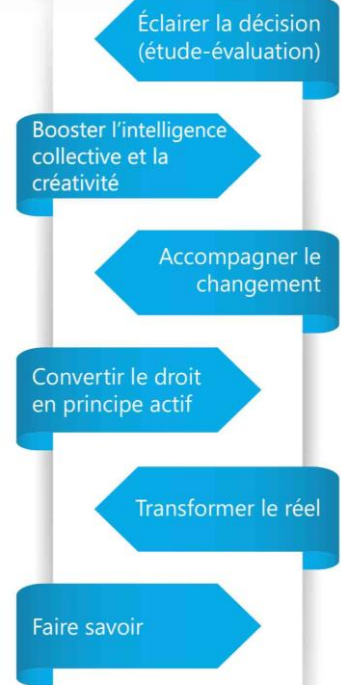 Éclairer la décision
(étude-évaluation)
Booster l'intelligence
collective et la
créativité
Accompagner le
changement
Convertir le droit
en principe actif
Transformer le réel
Faire savoir